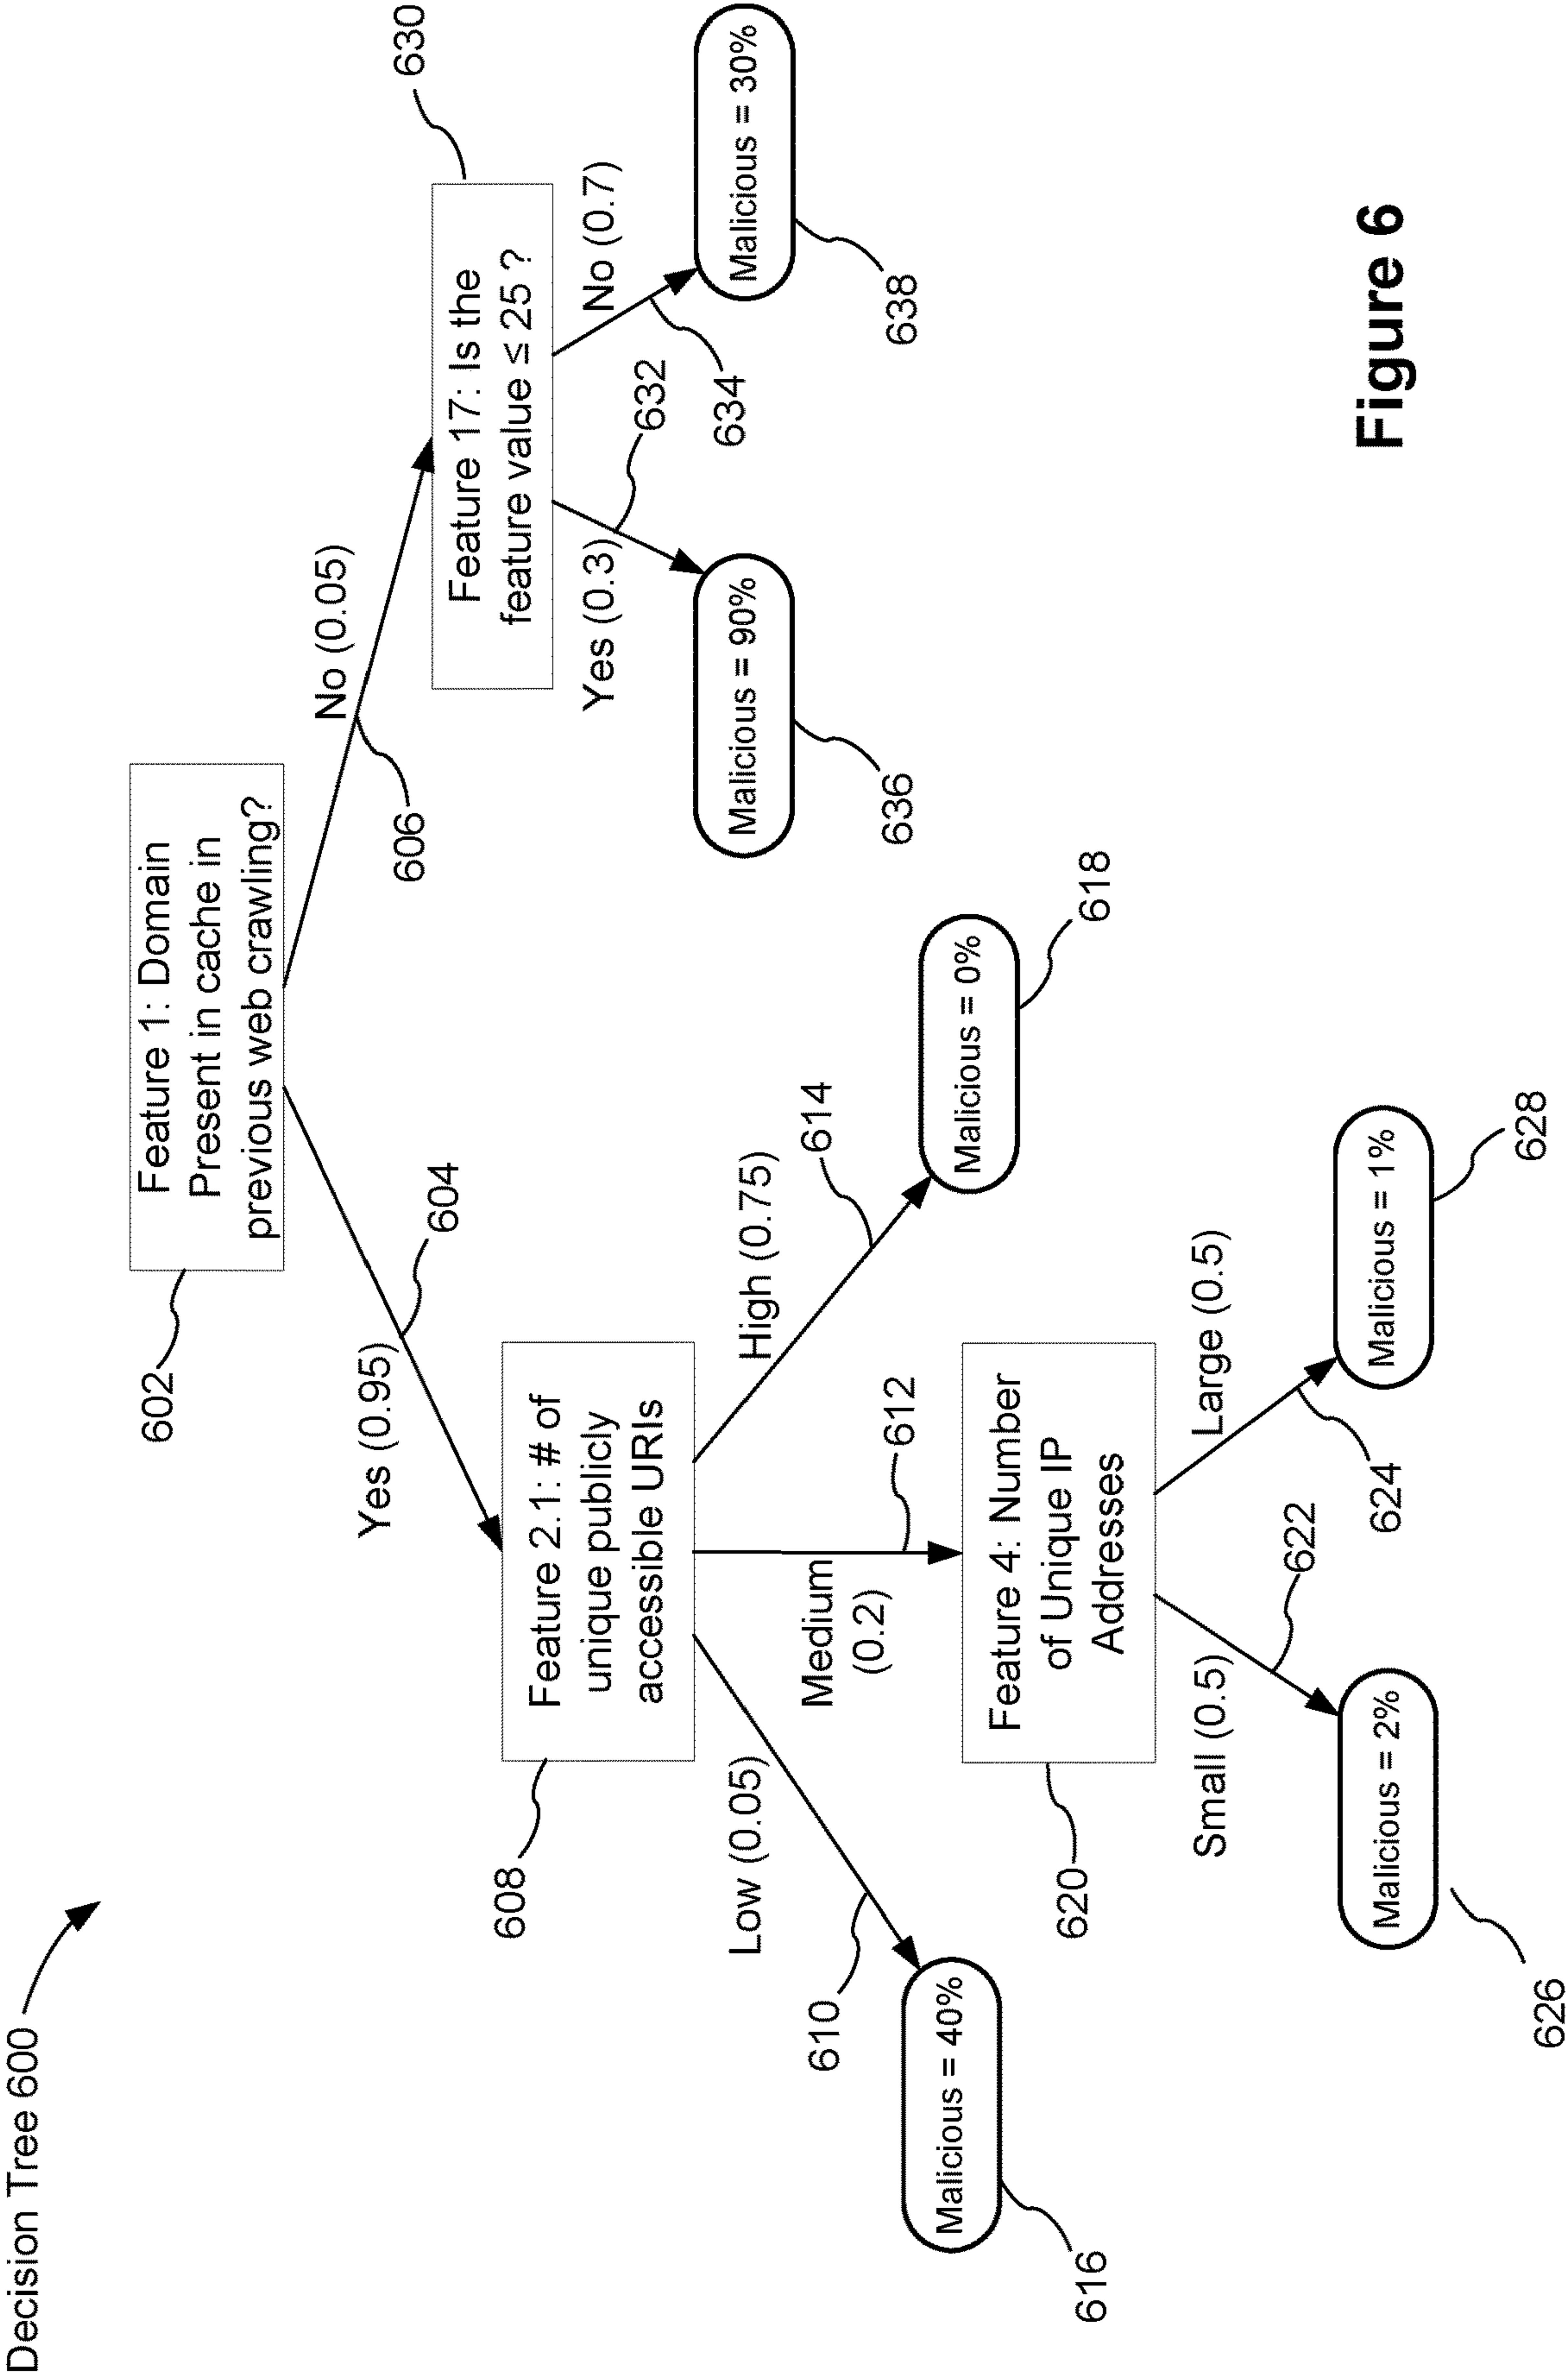 Decision Tree 600
602
Feature 1: Domain
Present in cache in
previous web crawling?
Yes (0.95)
604
No (0.05)
606
608
Feature 2.1: # of
unique publicly
accessible URIs
Feature 17: Is the
feature value ≤ 25 ?
630
Low (0.05)
610
Medium
(0.2)
612
High (0.75)
614
Yes (0.3)
632
No (0.7)
634
Malicious = 40%
616
Malicious = 0%
618
Malicious = 90%
636
Malicious = 30%
638
620
Feature 4: Number
of Unique IP
Addresses
Small (0.5)
622
Large (0.5)
624
Malicious = 2%
626
Malicious = 1%
628
Figure 6